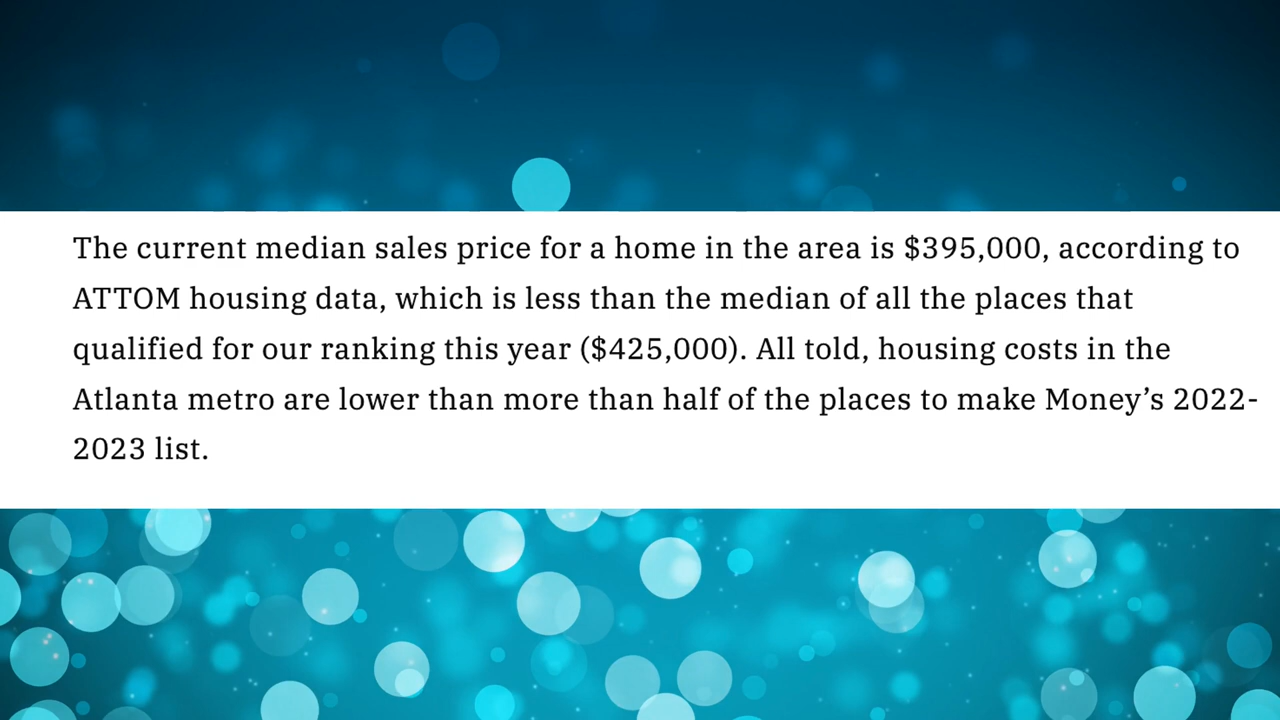 The current median sales price for a home in the area is $395,000, according to
ATTOM housing data, which is less than the median of all the places that
qualified for our ranking this year ($425,000). All told, housing costs in the
Atlanta metro are lower than more than half of the places to make Money’s 2022-
2023 list.